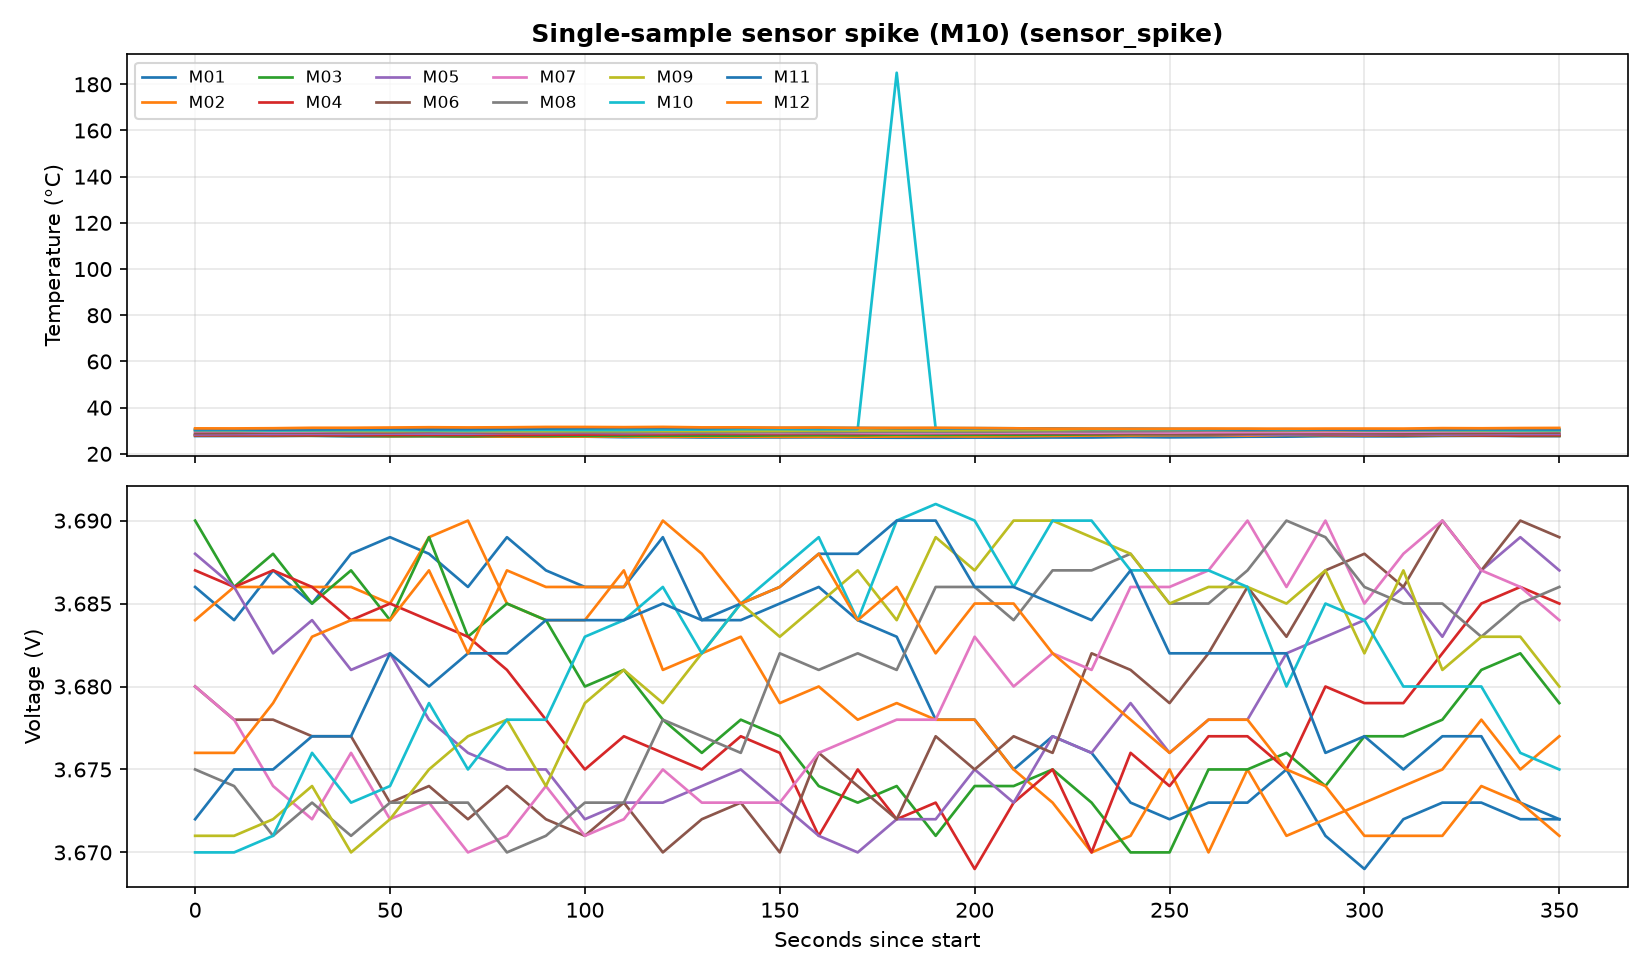 Single-sample sensor spike (M10) (sensor_spike)
M01 M03 M05 M07 M09 M11
M02 M04 M06 M08 M10 M12
Temperature (°C)
180
160
140
120
100
80
60
40
20
Voltage (V)
3.690
3.685
3.680
3.675
3.670
0 50 100 150 200 250 300 350
Seconds since start